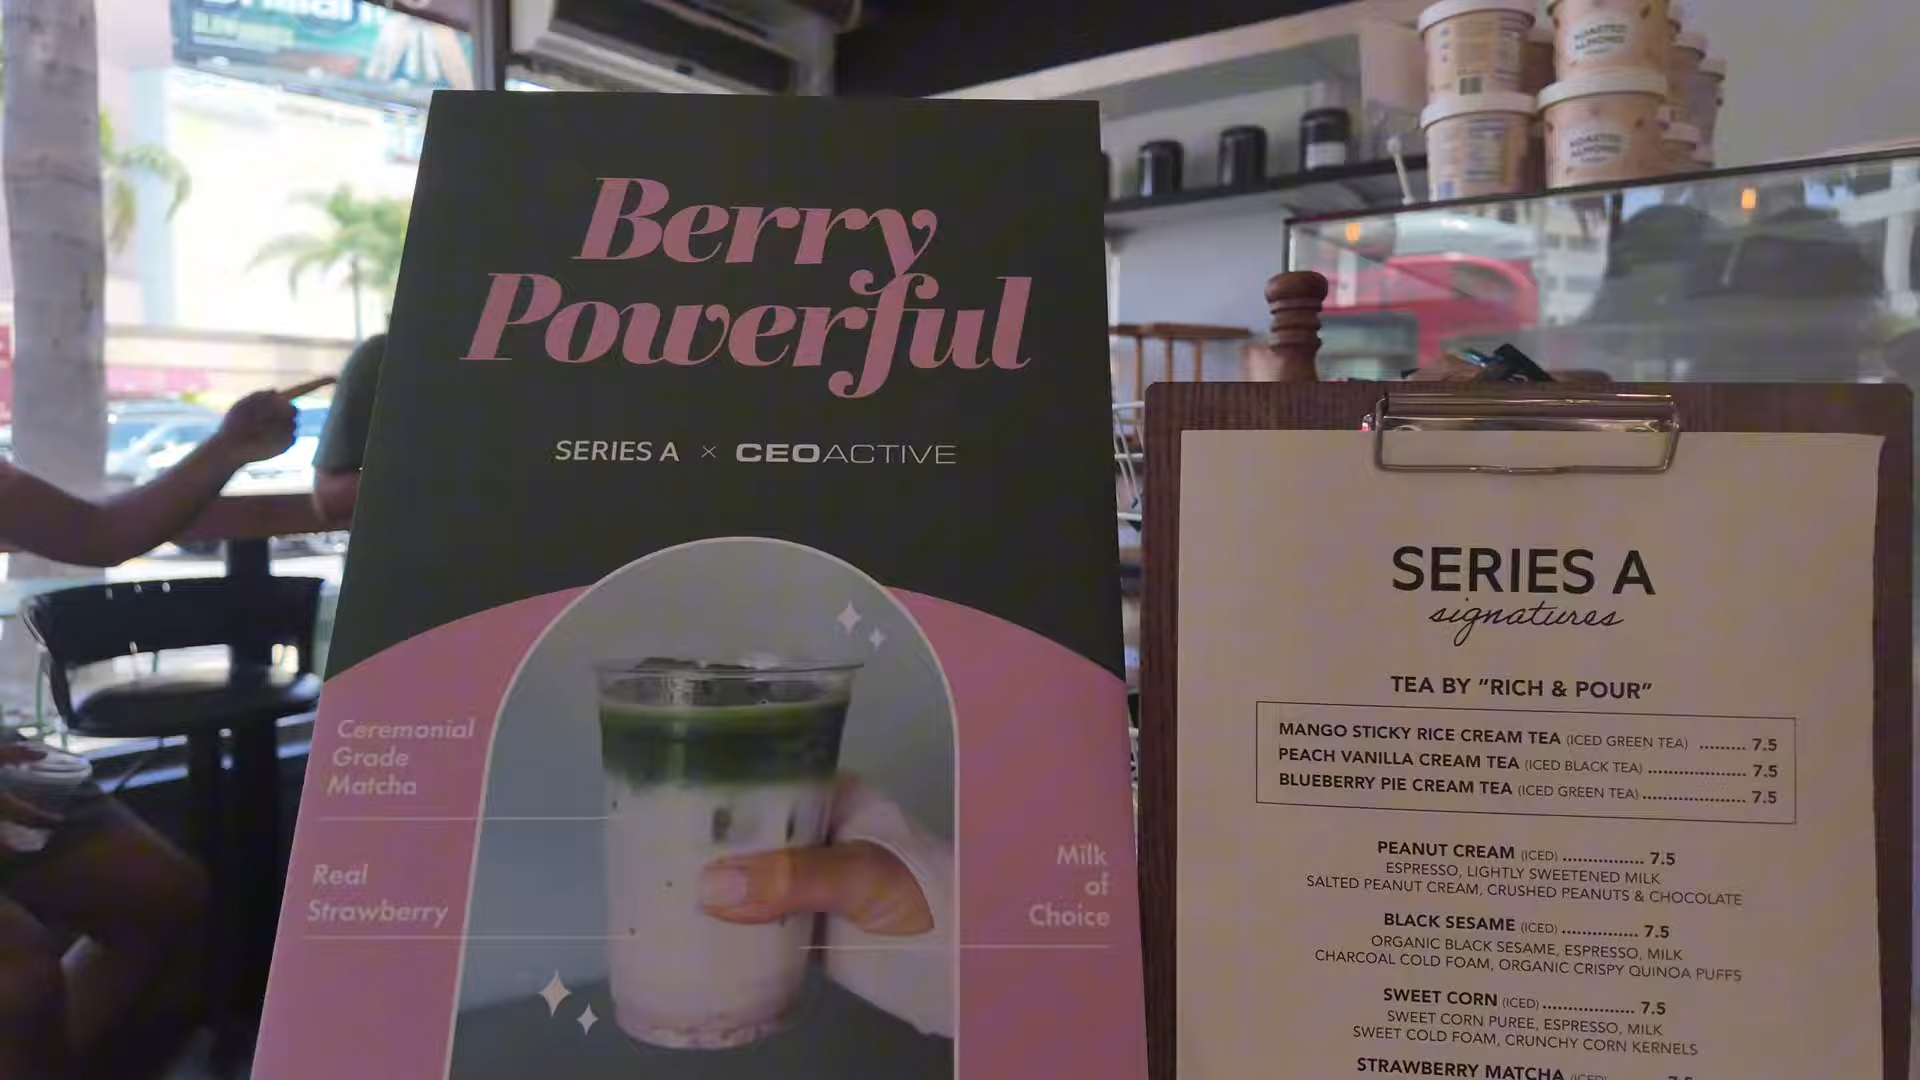 Berry
Powerful
SERIES A × CEOACTIVE
Ceremonial
Grade
Matcha
Real
Strawberry
Milk
of
Choice
SERIES A
signatures
TEA BY "RICH & POUR"
MANGO STICKY RICE CREAM TEA (ICED GREEN TEA) ......... 7.5
PEACH VANILLA CREAM TEA (ICED BLACK TEA) ................... 7.5
BLUEBERRY PIE CREAM TEA (ICED GREEN TEA) .................... 7.5
PEANUT CREAM (ICED) ............... 7.5
ESPRESSO, LIGHTLY SWEETENED MILK
SALTED PEANUT CREAM, CRUSHED PEANUTS & CHOCOLATE
BLACK SESAME (ICED) .............. 7.5
ORGANIC BLACK SESAME, ESPRESSO, MILK
CHARCOAL COLD FOAM, ORGANIC CRISPY QUINOA PUFFS
SWEET CORN (ICED) ................. 7.5
SWEET CORN PUREE, ESPRESSO, MILK
SWEET COLD FOAM, CRUNCHY CORN KERNELS
STRAWBERRY MATCHA (ICED)
ROASTED
ALMOND
ROASTED
ALMOND